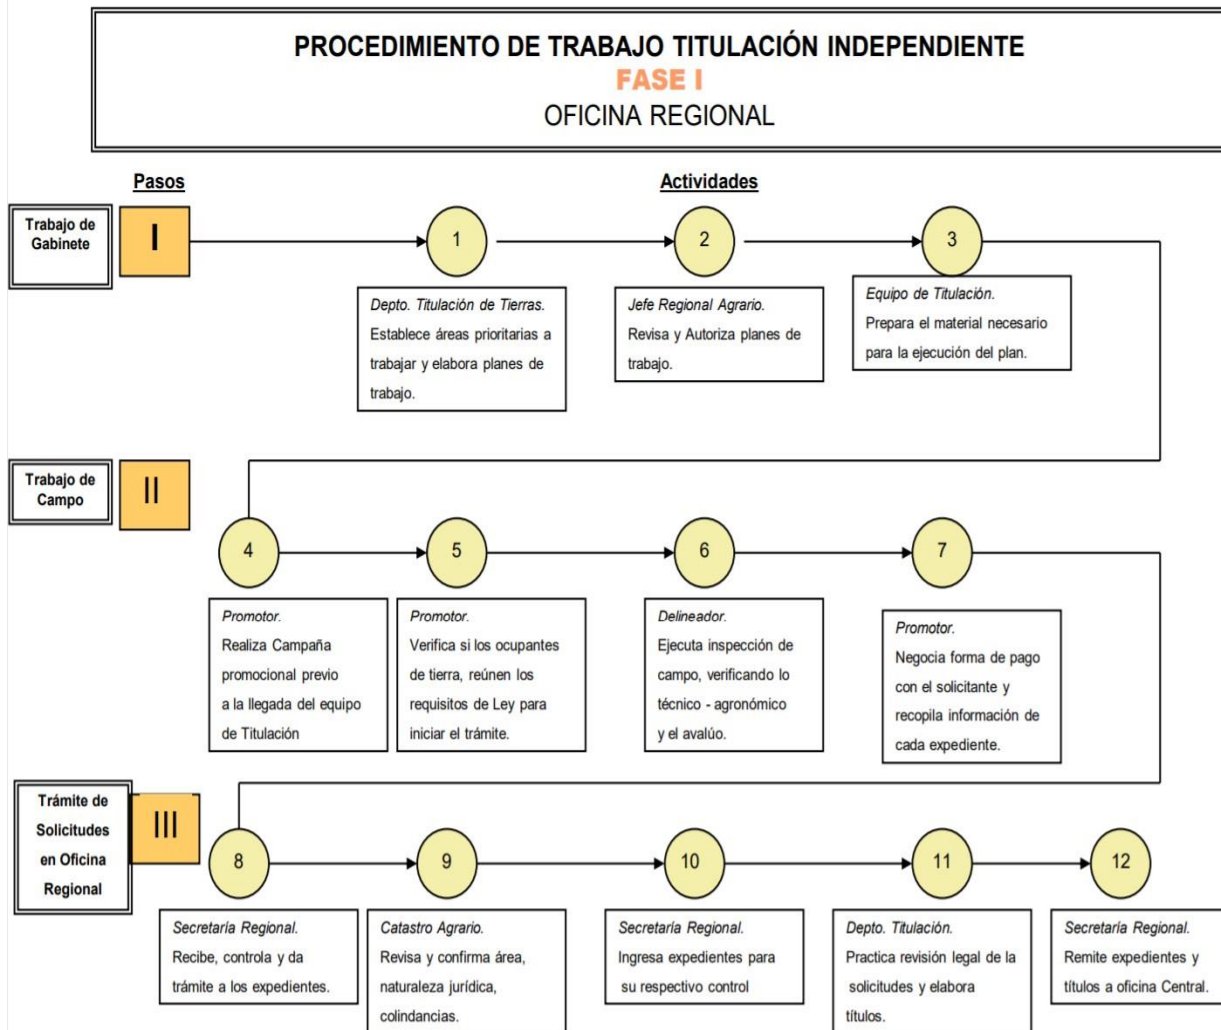 PROCEDIMIENTO DE TRABAJO TITULACIÓN INDEPENDIENTE
FASE I
OFICINA REGIONAL
Pasos
Actividades
Trabajo de
Gabinete
I
1
2
3
Depto. Titulación de Tierras.
Establece áreas prioritarias a
trabajar y elabora planes de
trabajo.
Jefe Regional Agrario.
Revisa y Autoriza planes de
trabajo.
Equipo de Titulación.
Prepara el material necesario
para la ejecución del plan.
Trabajo de
Campo
II
4
5
6
7
Promotor.
Realiza Campaña
promocional previo
a la llegada del equipo
de Titulación
Promotor.
Verifica si los ocupantes
de tierra, reúnen los
requisitos de Ley para
iniciar el trámite.
Delineador.
Ejecuta inspección de
campo, verificando lo
técnico - agronómico
y el avalúo.
Promotor.
Negocia forma de pago
con el solicitante y
recopila información de
cada expediente.
Trámite de
Solicitudes
en Oficina
Regional
III
8
9
10
11
12
Secretaría Regional.
Recibe, controla y da
trámite a los expedientes.
Catastro Agrario.
Revisa y confirma área,
naturaleza jurídica,
colindancias.
Secretaría Regional.
Ingresa expedientes para
su respectivo control
Depto. Titulación.
Practica revisión legal de la
solicitudes y elabora
títulos.
Secretaría Regional.
Remite expedientes y
títulos a oficina Central.